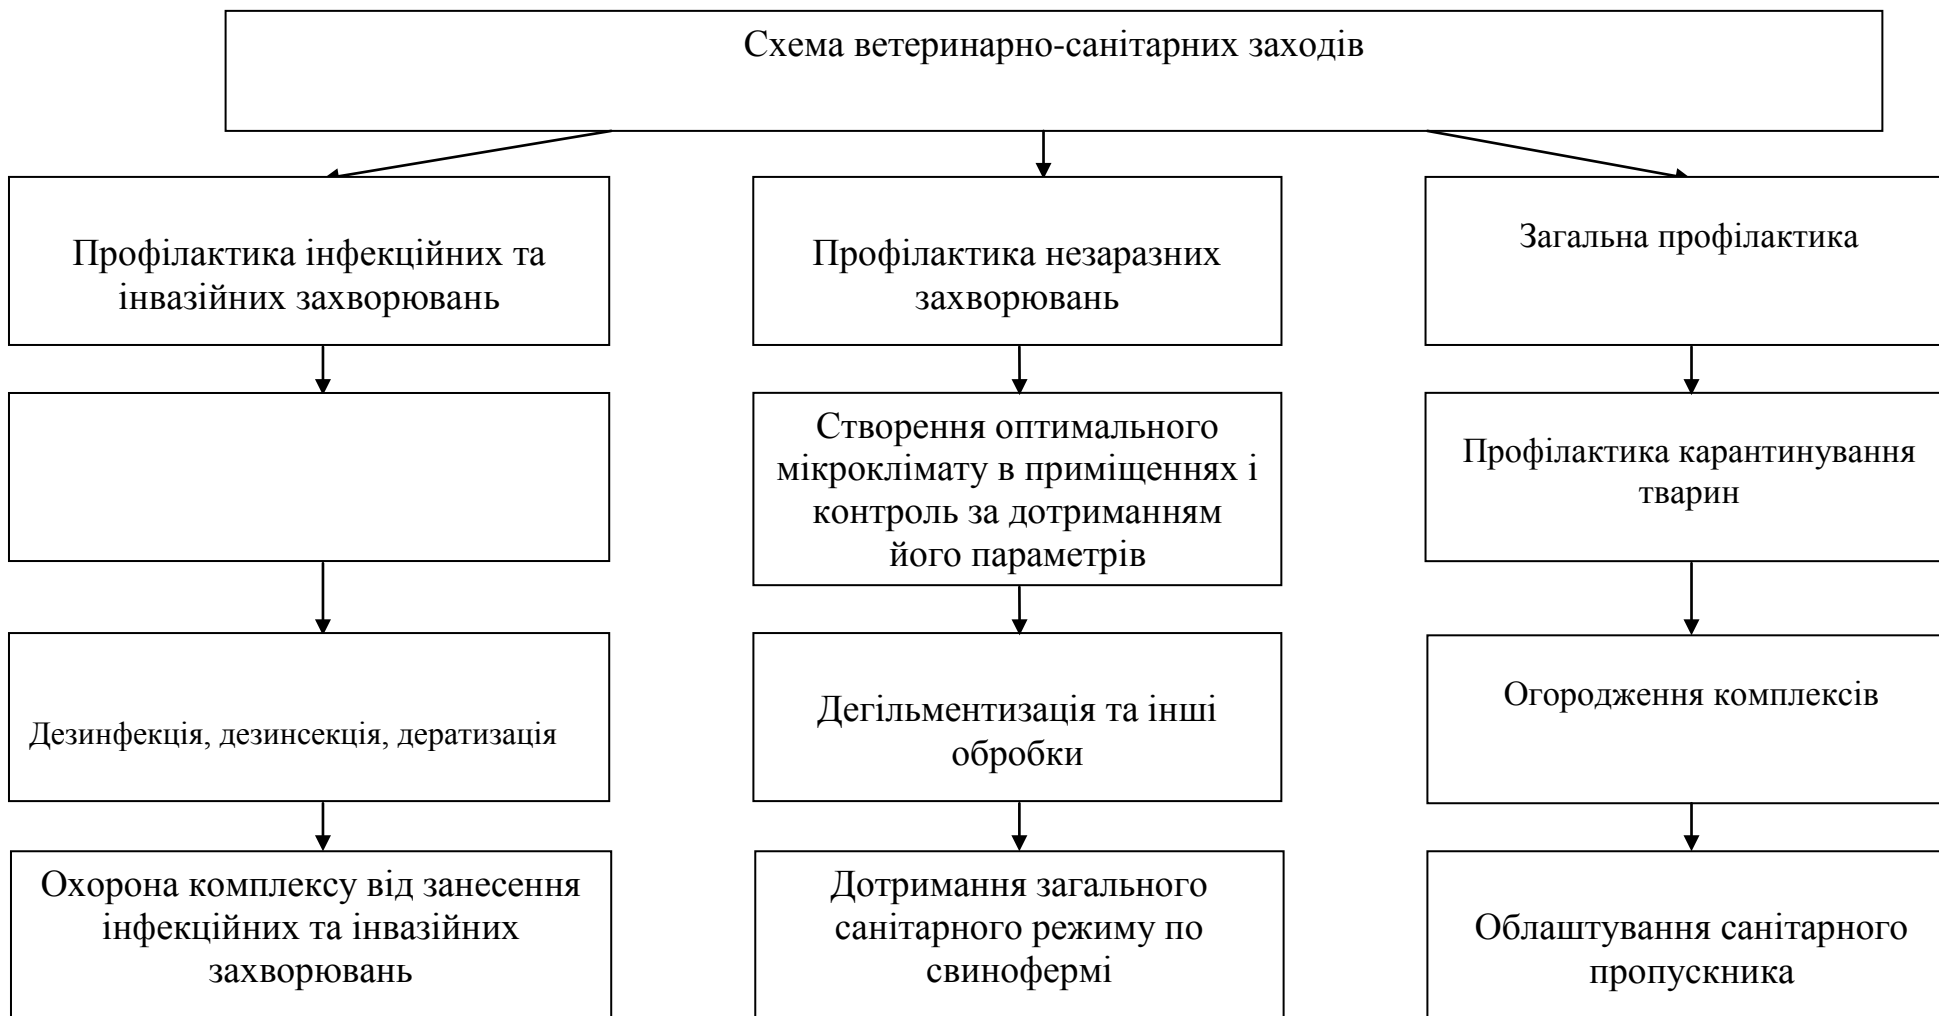 Схема ветеринарно-санітарних заходів
Профілактика інфекційних та
інвазійних захворювань
Профілактика незаразних
захворювань
Загальна профілактика
Створення оптимального
мікроклімату в приміщеннях і
контроль за дотриманням
його параметрів
Профілактика карантинування
тварин
Дезинфекція, дезинсекція, дератизація
Дегільментизація та інші
обробки
Огородження комплексів
Охорона комплексу від занесення
інфекційних та інвазійних
захворювань
Дотримання загального
санітарного режиму по
свинофермі
Облаштування санітарного
пропускника